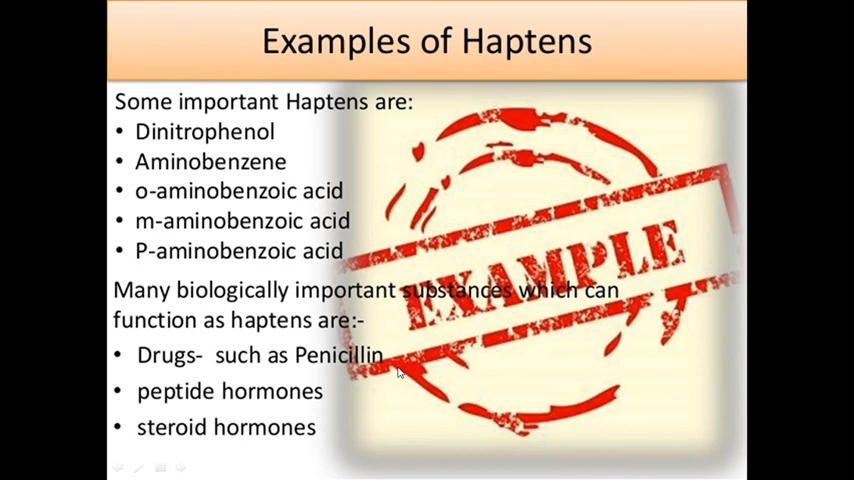 Examples of Haptens
Some important Haptens are:
• Dinitrophenol
• Aminobenzene
• o-aminobenzoic acid
• m-aminobenzoic acid
• P-aminobenzoic acid
EXAMPLE
Many biologically important substances which can
function as haptens are:-
• Drugs- such as Penicillin
• peptide hormones
• steroid hormones